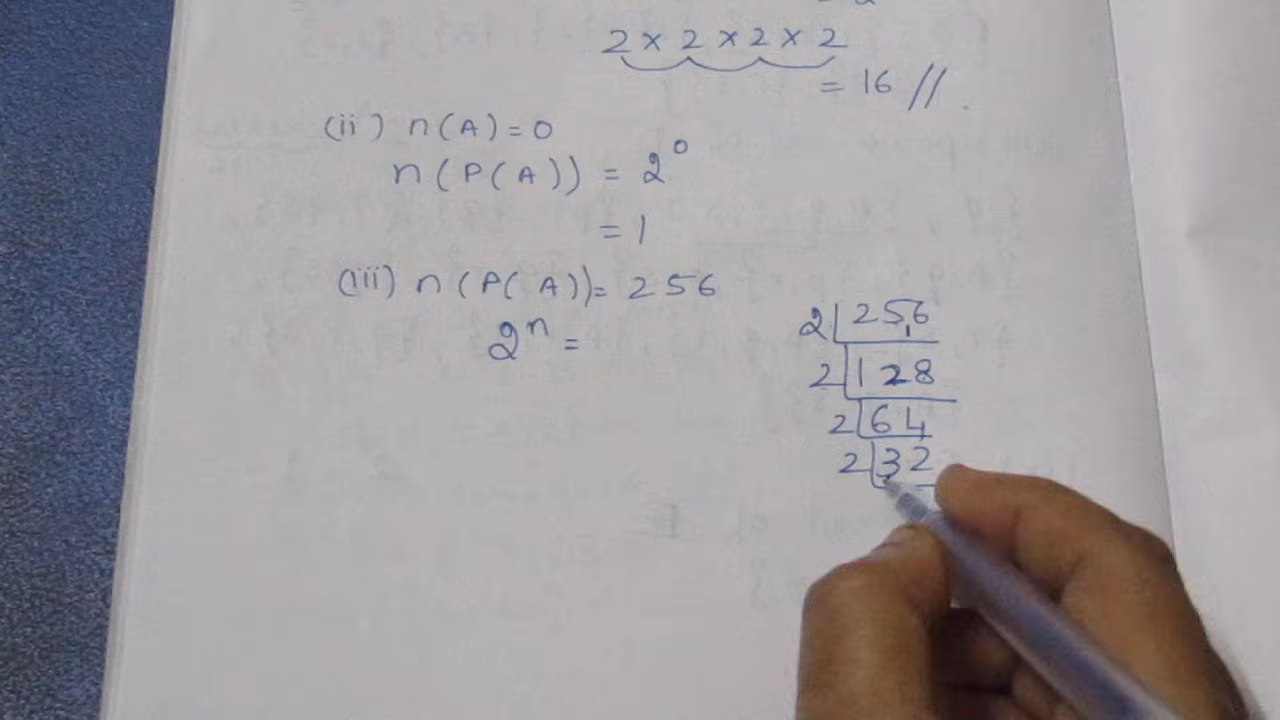 2 × 2 × 2 × 2
= 16 //
(ii) n(A) = 0
n(P(A)) = 2⁰
= 1
(iii) n(P(A)) = 256
2ⁿ =
2 | 256
2 | 128
2 | 64
2 | 32